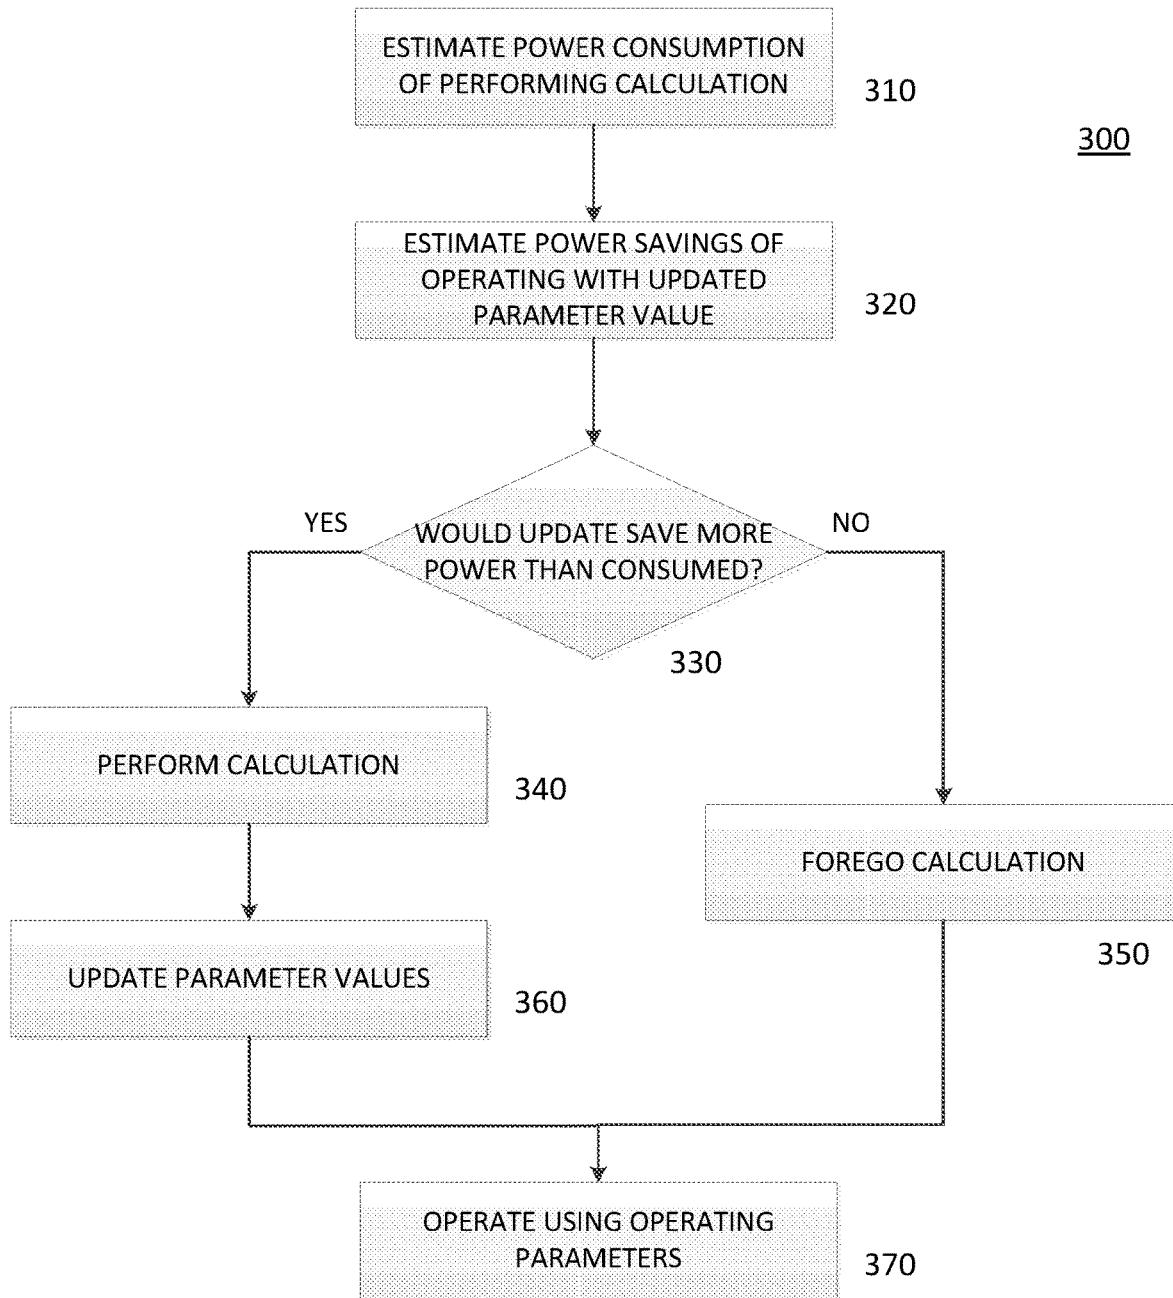 ESTIMATE POWER CONSUMPTION
OF PERFORMING CALCULATION
310
300
ESTIMATE POWER SAVINGS OF
OPERATING WITH UPDATED
PARAMETER VALUE
320
YES
NO
WOULD UPDATE SAVE MORE
POWER THAN CONSUMED?
330
PERFORM CALCULATION
340
FOREGO CALCULATION
350
UPDATE PARAMETER VALUES
360
OPERATE USING OPERATING
PARAMETERS
370